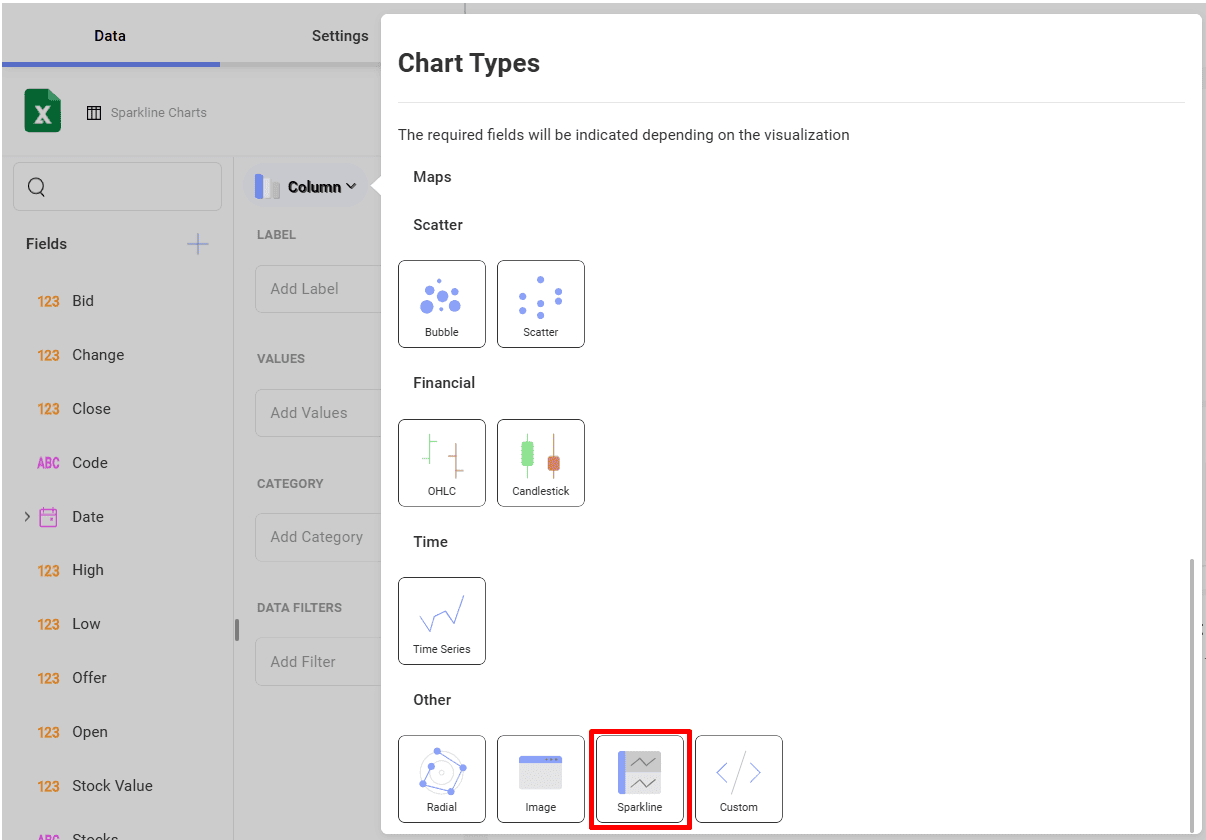 Data
Settings
Sparkline Charts
Fields
123 Bid
123 Change
123 Close
ABC Code
Date
123 High
123 Low
123 Offer
123 Open
123 Stock Value
ABC Stocks
Column
LABEL
Add Label
VALUES
Add Values
CATEGORY
Add Category
DATA FILTERS
Add Filter
Chart Types
The required fields will be indicated depending on the visualization
Maps
Scatter
Bubble
Scatter
Financial
OHLC
Candlestick
Time
Time Series
Other
Radial
Image
Sparkline
Custom